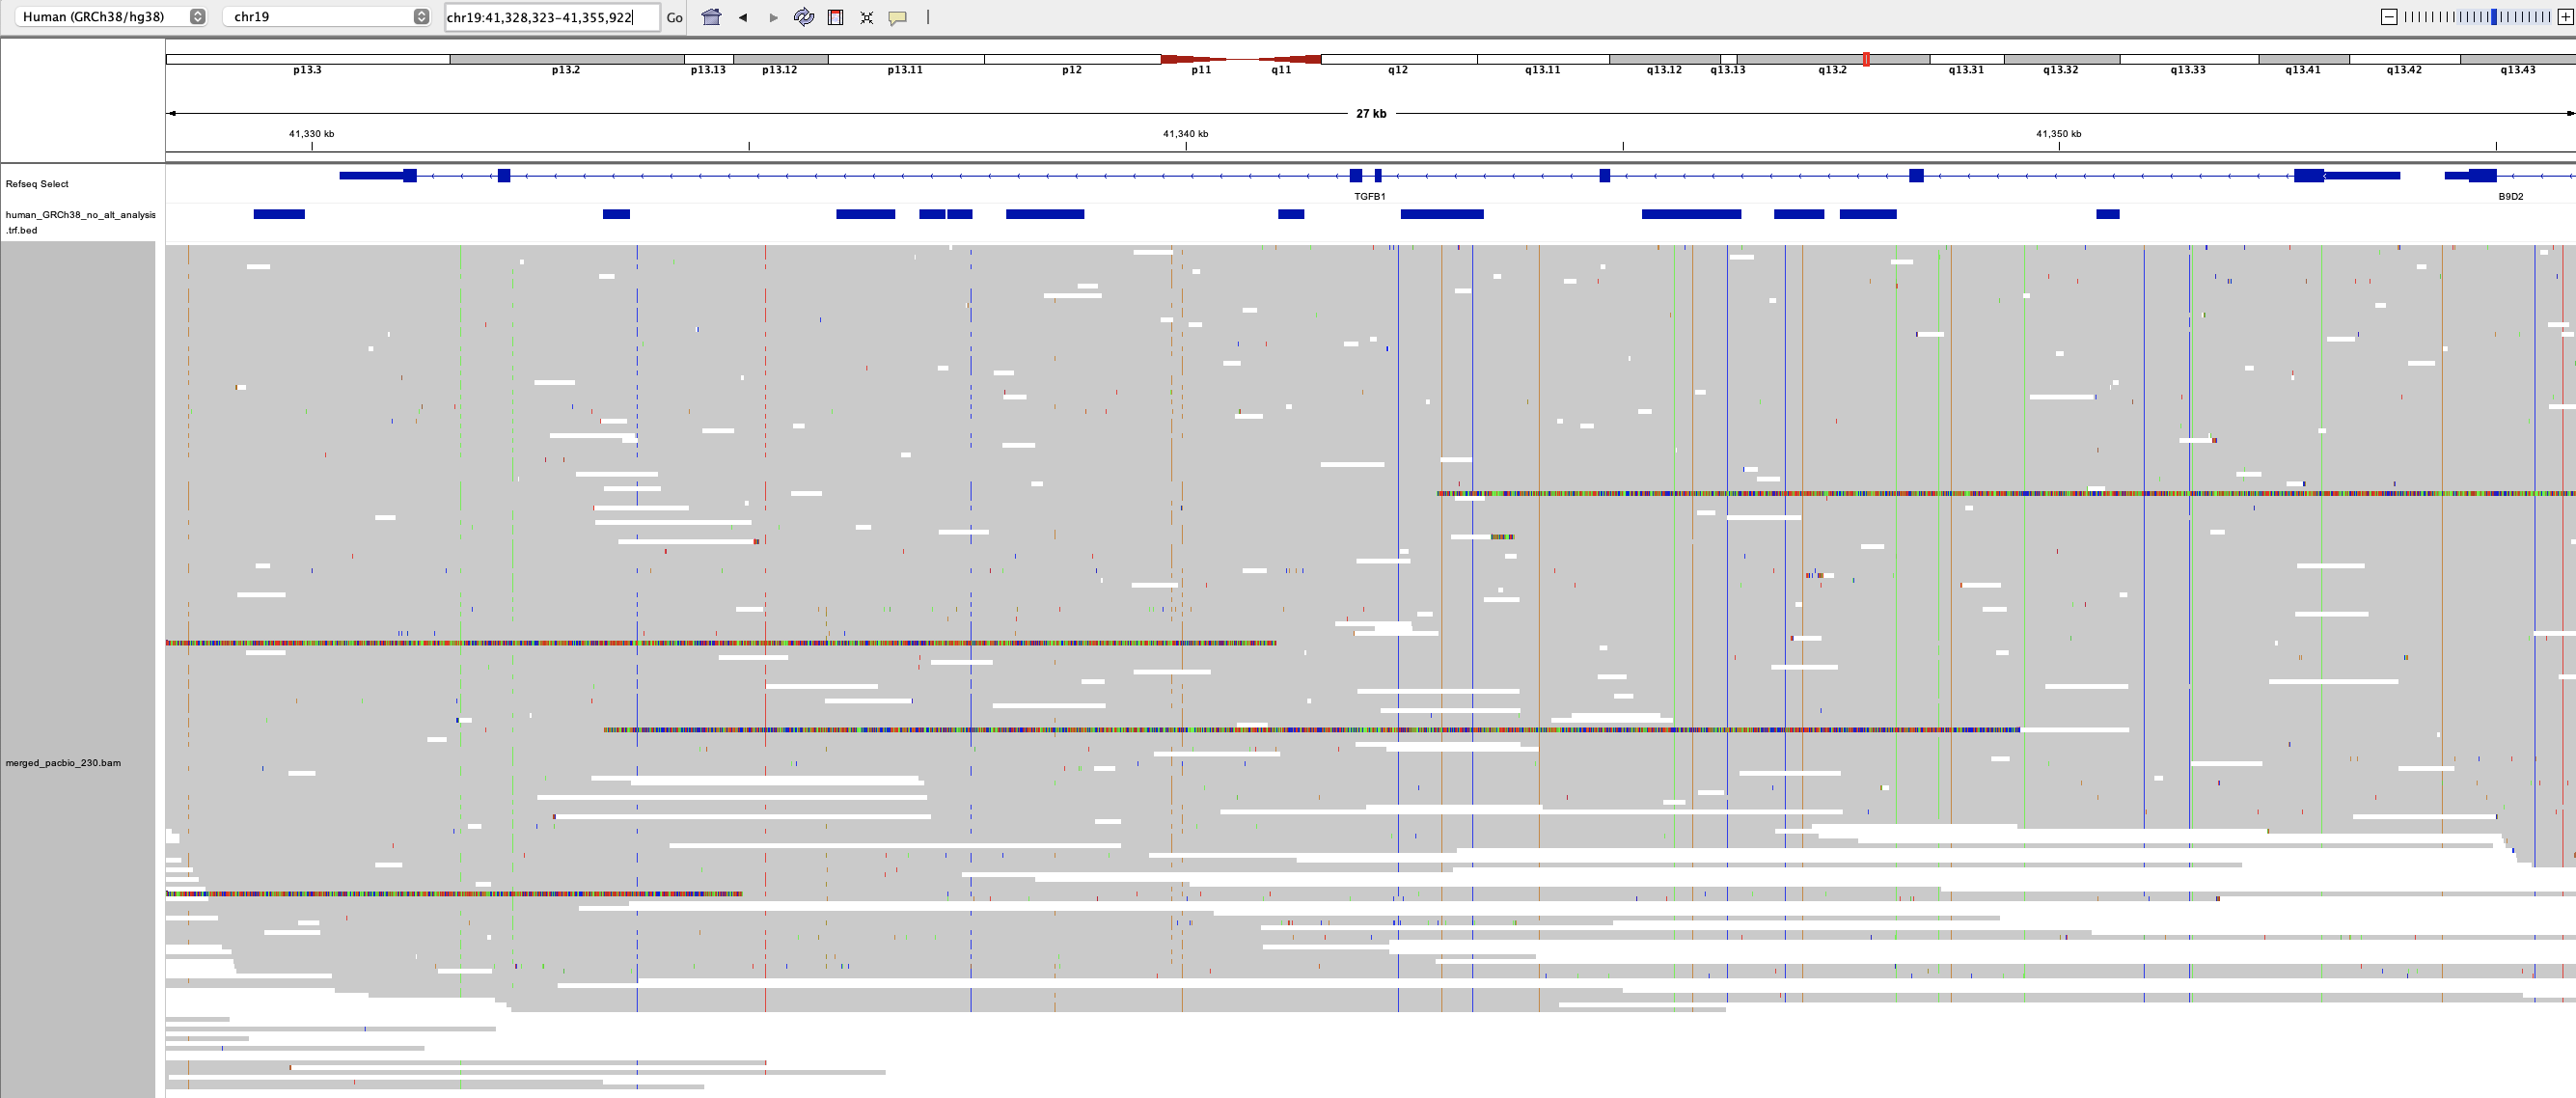 Human (GRCh38/hg38) chr19 chr19:41,328,323-41,355,922 Go
p13.3 p13.2 p13.13 p13.12 p13.11 p12 p11 q11 q12 q13.11 q13.12 q13.13 q13.2 q13.31 q13.32 q13.33 q13.41 q13.42 q13.43
27 kb
41,330 kb 41,340 kb 41,350 kb
Refseq Select
TGFB1 B9D2
human_GRCh38_no_alt_analysis
.trf.bed
merged_pacbio_230.bam